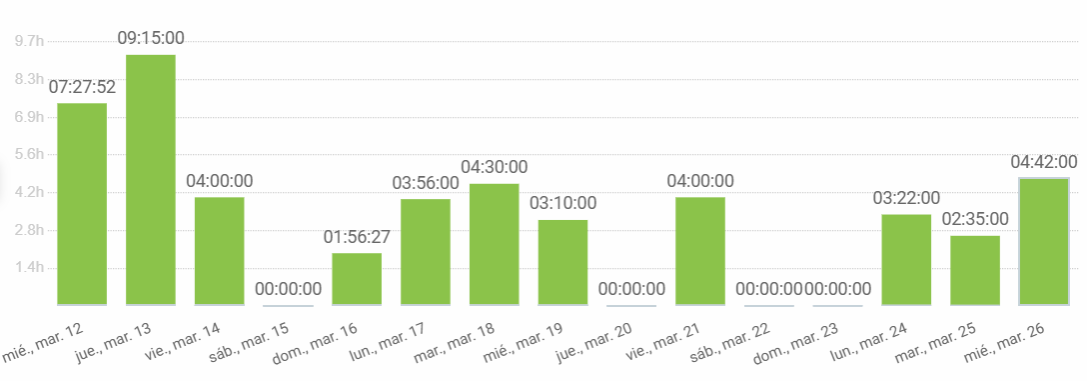 9.7h
8.3h
6.9h
5.6h
4.2h
2.8h
1.4h
07:27:52
09:15:00
04:00:00
00:00:00
01:56:27
03:56:00
04:30:00
03:10:00
00:00:00
04:00:00
00:00:00
00:00:00
03:22:00
02:35:00
04:42:00
mié., mar. 12
jue., mar. 13
vie., mar. 14
sáb., mar. 15
dom., mar. 16
lun., mar. 17
mar., mar. 18
mié., mar. 19
jue., mar. 20
vie., mar. 21
sáb., mar. 22
dom., mar. 23
lun., mar. 24
mar., mar. 25
mié., mar. 26